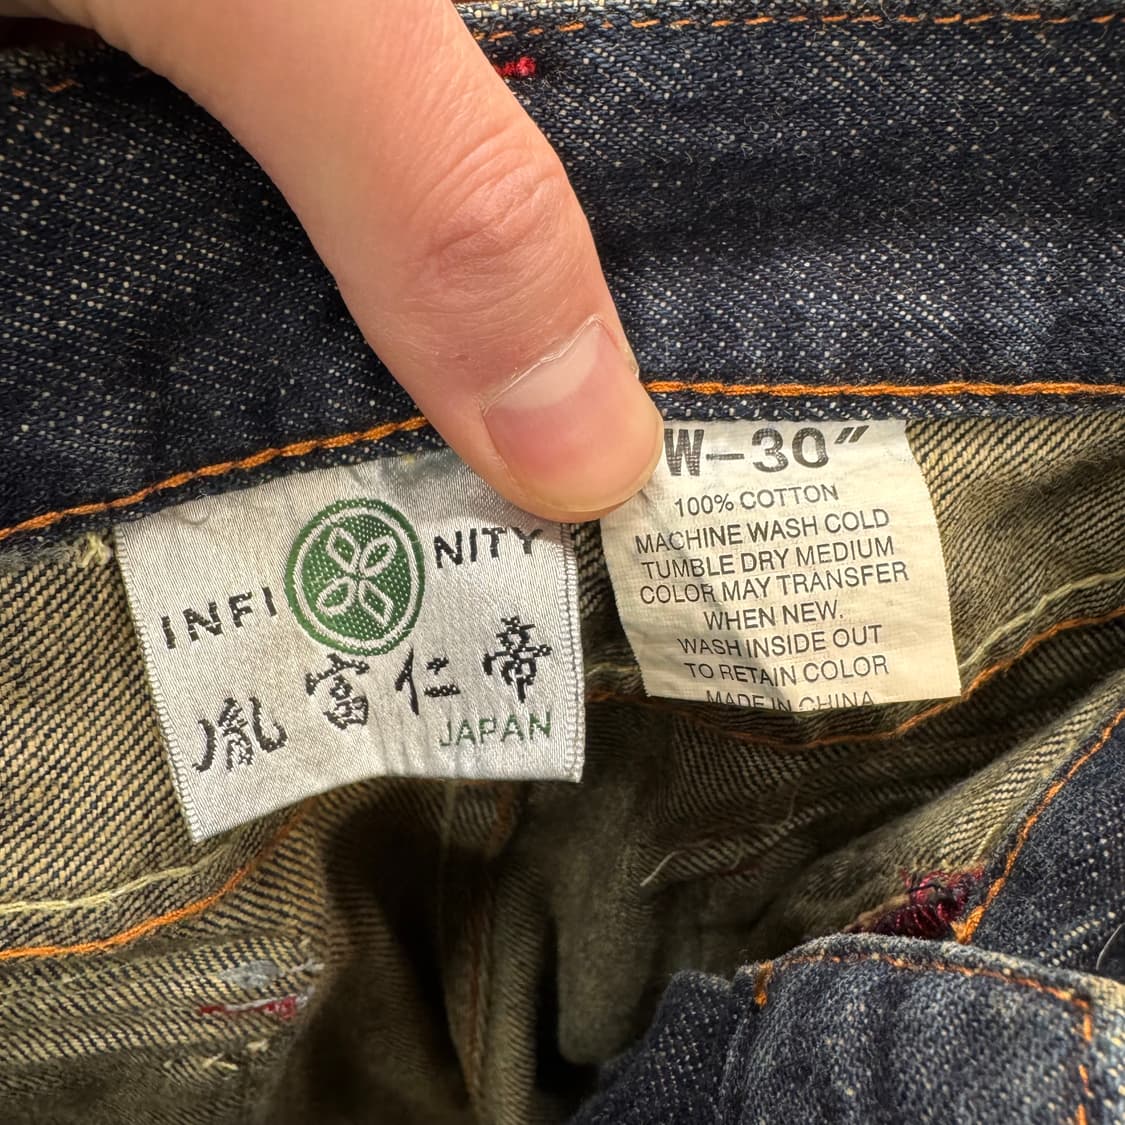 INFI NITY
胤富仁帝
JAPAN
W-30"
100% COTTON
MACHINE WASH COLD
TUMBLE DRY MEDIUM
COLOR MAY TRANSFER
WHEN NEW.
WASH INSIDE OUT
TO RETAIN COLOR
MADE IN CHINA